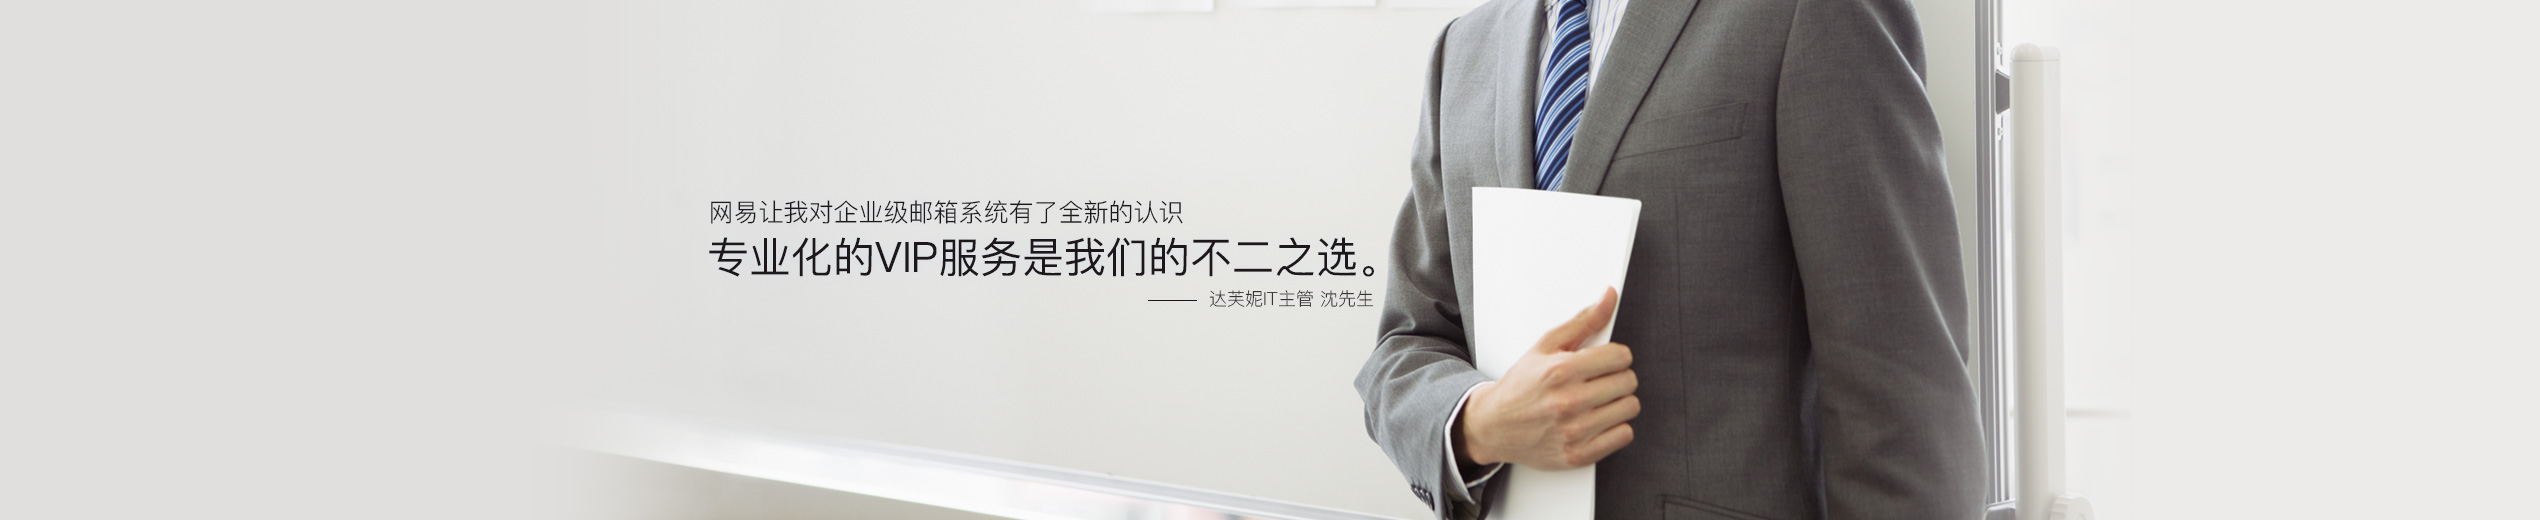 网易让我对企业级邮箱系统有了全新的认识
专业化的VIP服务是我们的不二之选。
—— 达芙妮IT主管 沈先生